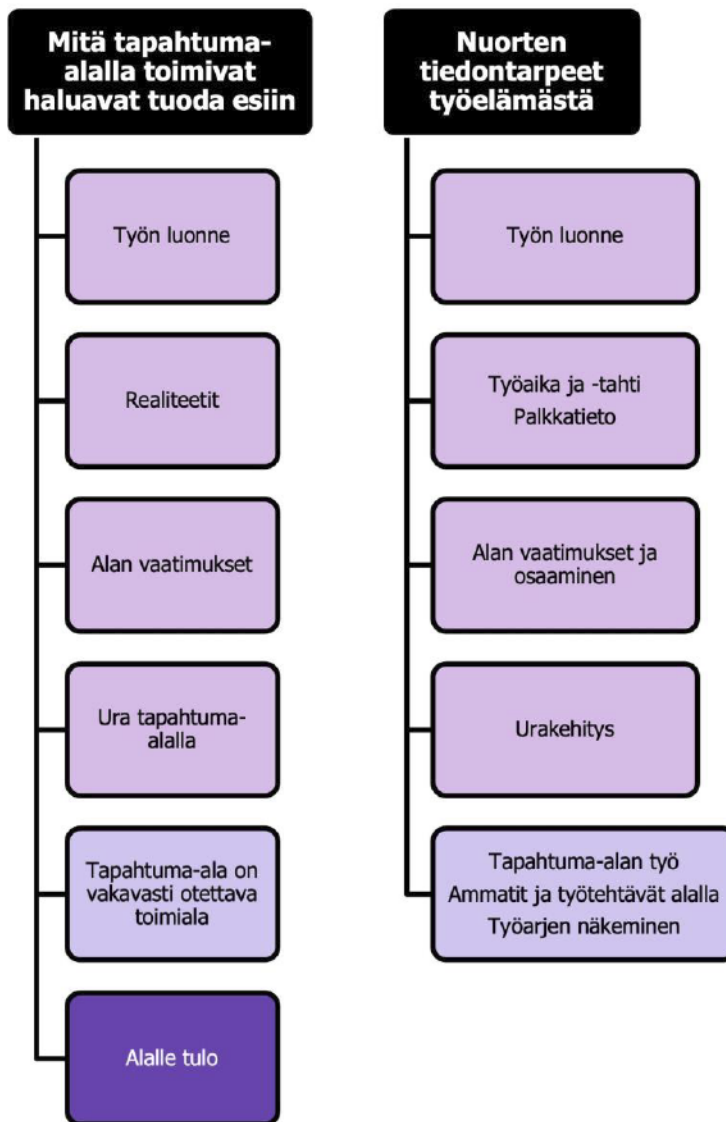 Mitä tapahtuma-
alalla toimivat
haluavat tuoda esiin
Työn luonne
Realiteetit
Alan vaatimukset
Ura tapahtuma-
alalla
Tapahtuma-ala on
vakavasti otettava
toimiala
Alalle tulo
Nuorten
tiedontarpeet
työelämästä
Työn luonne
Työaika ja -tahti
Palkkatieto
Alan vaatimukset ja
osaaminen
Urakehitys
Tapahtuma-alan työ
Ammatit ja työtehtävät alalla
Työarjen näkeminen